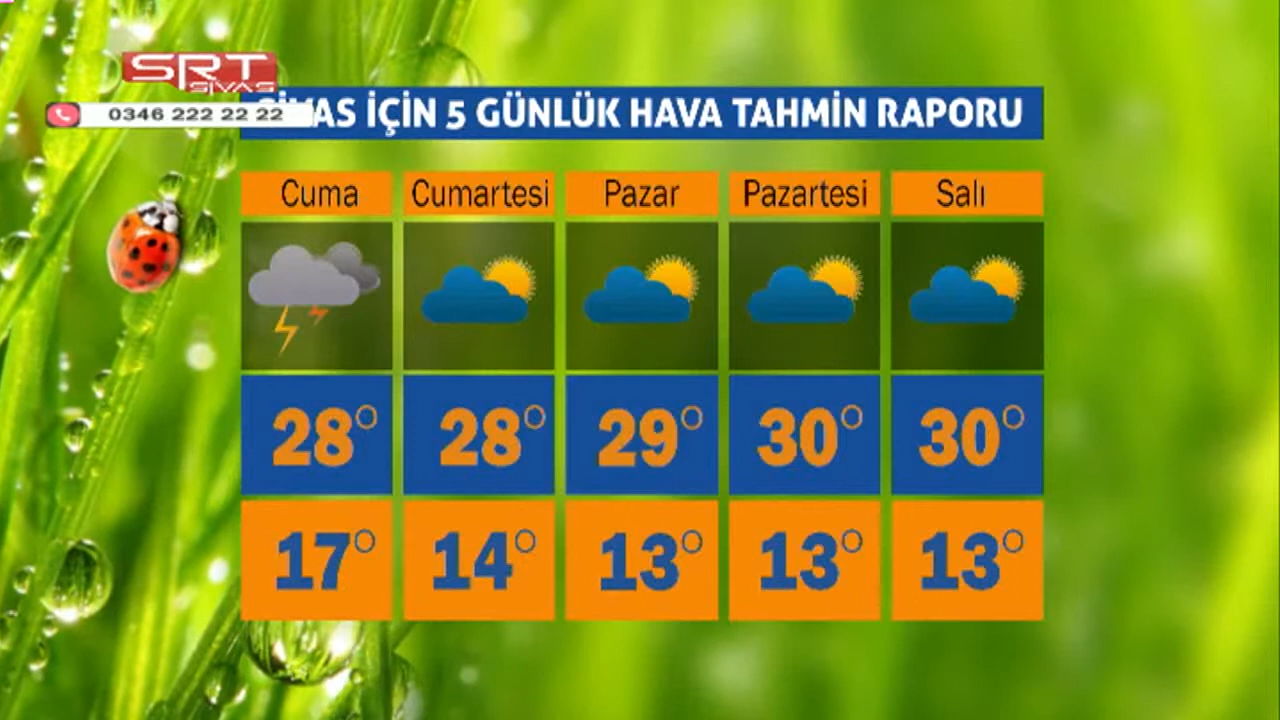 SRT
SİVAS
0346 222 22 22
SİVAS İÇİN 5 GÜNLÜK HAVA TAHMİN RAPORU
Cuma Cumartesi Pazar Pazartesi Salı
28° 28° 29° 30° 30°
17° 14° 13° 13° 13°